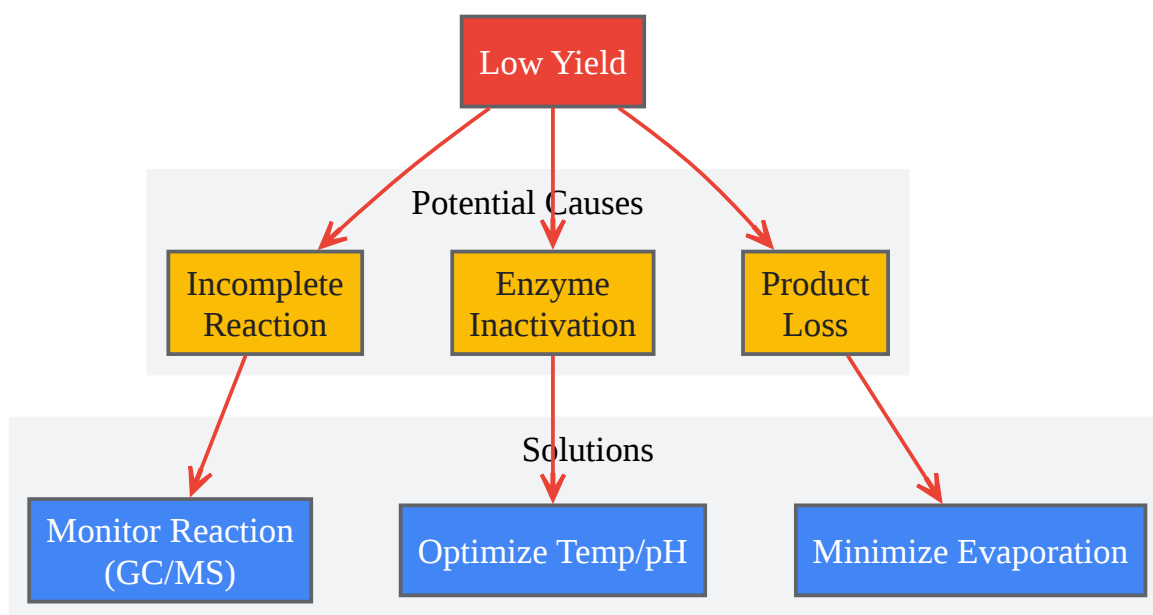 Low Yield
Potential Causes
Incomplete
Reaction
Enzyme
Inactivation
Product
Loss
Solutions
Monitor Reaction
(GC/MS)
Optimize Temp/pH
Minimize Evaporation